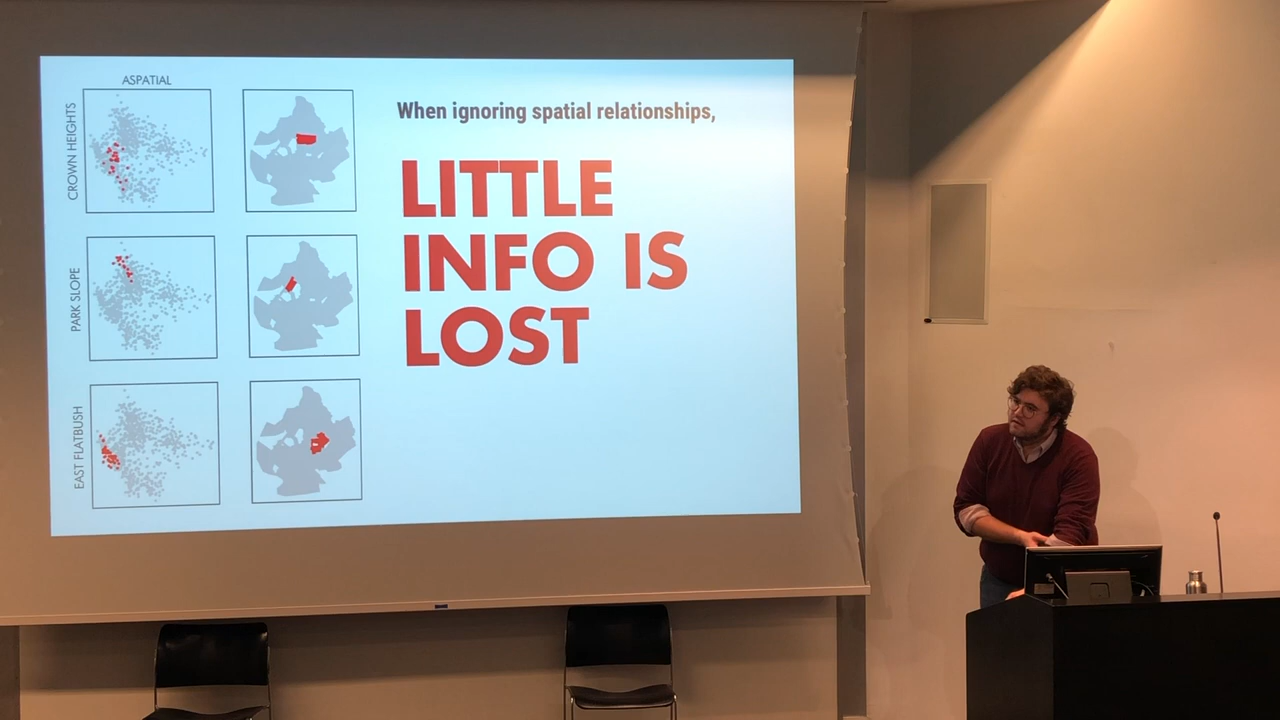 ASPATIAL
CROWN HEIGHTS
PARK SLOPE
EAST FLATBUSH
When ignoring spatial relationships,
LITTLE
INFO IS
LOST